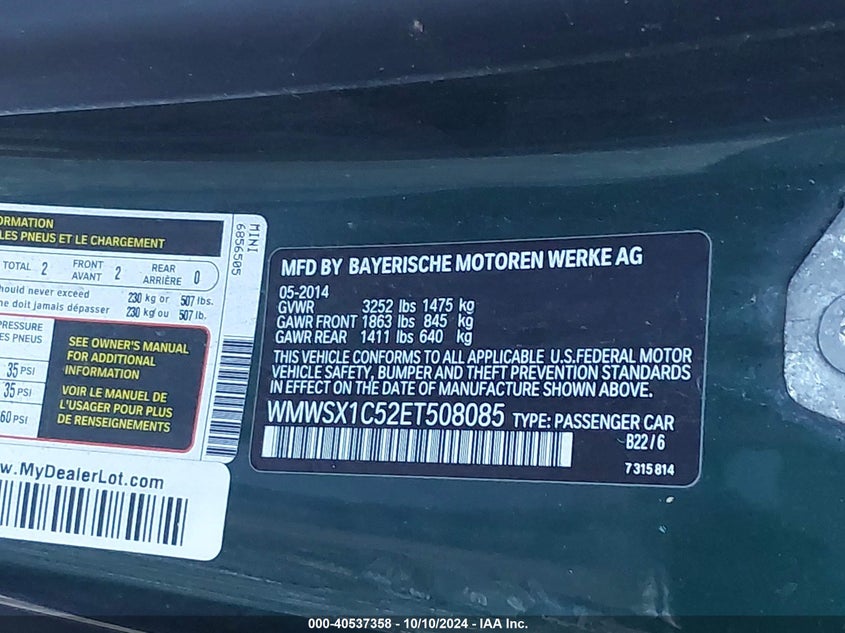 ORMATION
LES PNEUS ET LE CHARGEMENT
TOTAL 2 FRONT AVANT 2 REAR ARRIÈRE 0
hould never exceed 230 kg or 507 lbs.
ne doit jamais dépasser 230 kg ou 507 lb.
PRESSURE
ES PNEUS
35 PSI
35 PSI
60 PSI
SEE OWNER'S MANUAL
FOR ADDITIONAL
INFORMATION
VOIR LE MANUEL DE
L'USAGER POUR PLUS
DE RENSEIGNEMENTS
MINI
6856505
w.MyDealerLot.com
MFD BY BAYERISCHE MOTOREN WERKE AG
05-2014
GVWR 3252 lbs 1475 kg
GAWR FRONT 1863 lbs 845 kg
GAWR REAR 1411 lbs 640 kg
THIS VEHICLE CONFORMS TO ALL APPLICABLE U.S.FEDERAL MOTOR
VEHICLE SAFETY, BUMPER AND THEFT PREVENTION STANDARDS
IN EFFECT ON THE DATE OF MANUFACTURE SHOWN ABOVE.
WMWSX1C52ET508085 TYPE: PASSENGER CAR
B22/6
7315814
000-40537358 - 10/10/2024 - IAA Inc.